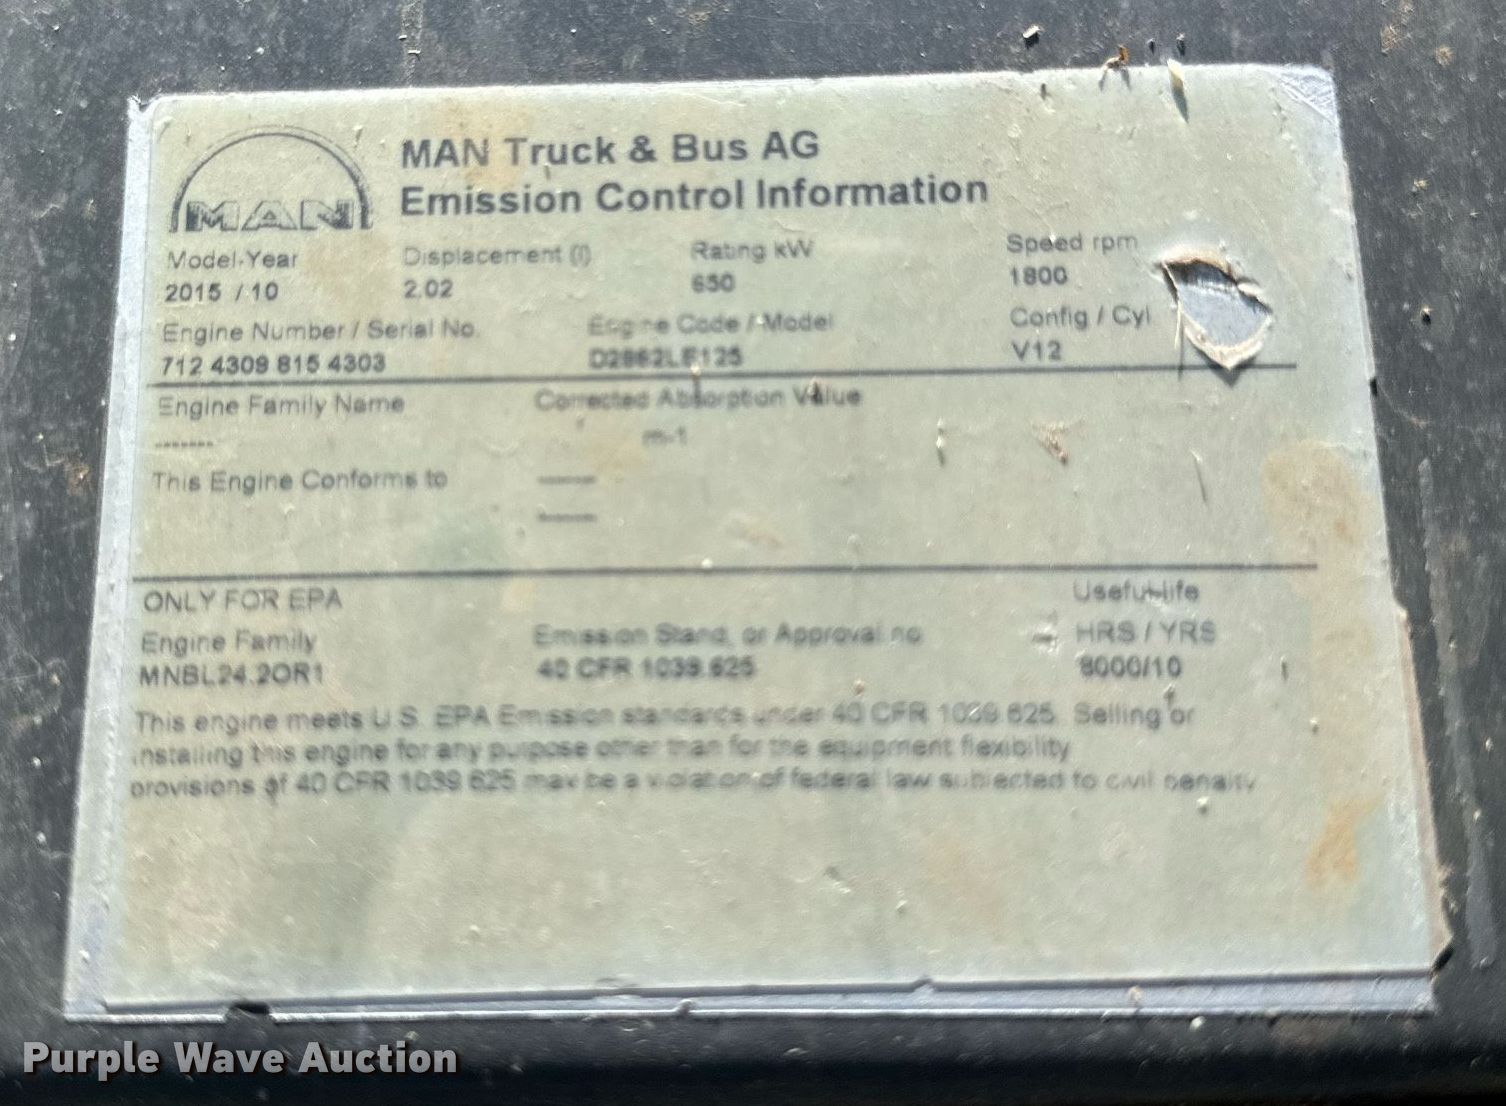 MAN
MAN Truck & Bus AG
Emission Control Information
Model-Year Displacement (l) Rating kW Speed rpm
2015 / 10 2.02 650 1800
Engine Number / Serial No. Engine Code / Model Config / Cyl
712 4309 815 4303 D2862LE125 V12
Engine Family Name Corrected Absorption Value
------- m-1
This Engine Conforms to -------
-------
ONLY FOR EPA Useful-life
Engine Family Emission Stand. or Approval.no HRS / YRS
MNBL24.2OR1 40 CFR 1039.625 8000/10
This engine meets U.S. EPA Emission standards under 40 CFR 1039.625. Selling or
installing this engine for any purpose other than for the equipment flexibility
provisions of 40 CFR 1039.625 may be a violation of federal law subjected to civil penalty
Purple Wave Auction